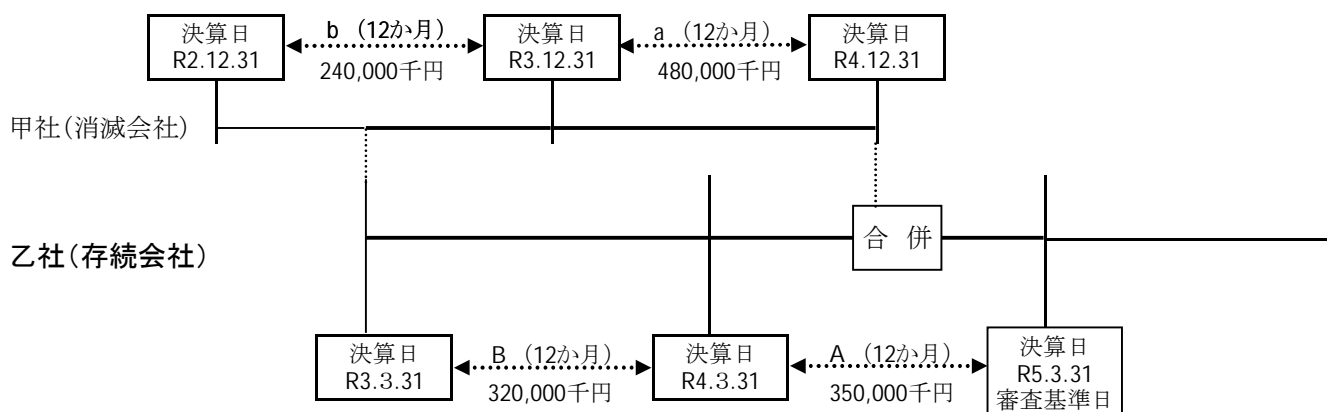 決算日
R2.12.31
b (12か月)
240,000千円
決算日
R3.12.31
a (12か月)
480,000千円
決算日
R4.12.31
甲社(消滅会社)
乙社(存続会社)
合 併
決算日
R3.3.31
B (12か月)
320,000千円
決算日
R4.3.31
A (12か月)
350,000千円
決算日
R5.3.31
審査基準日